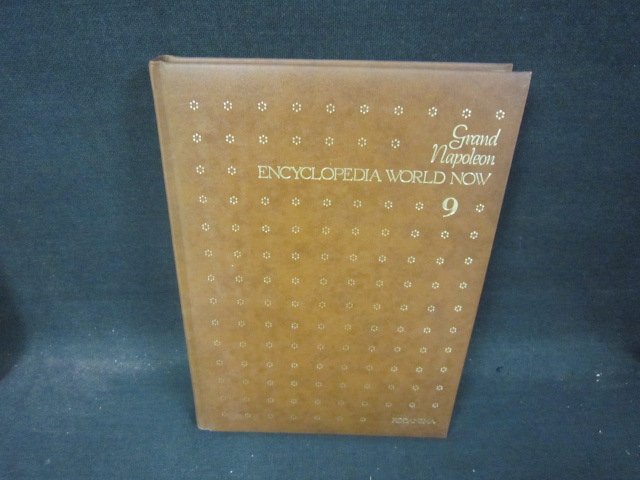 Grand
Napoleon
ENCYCLOPEDIA WORLD NOW
9